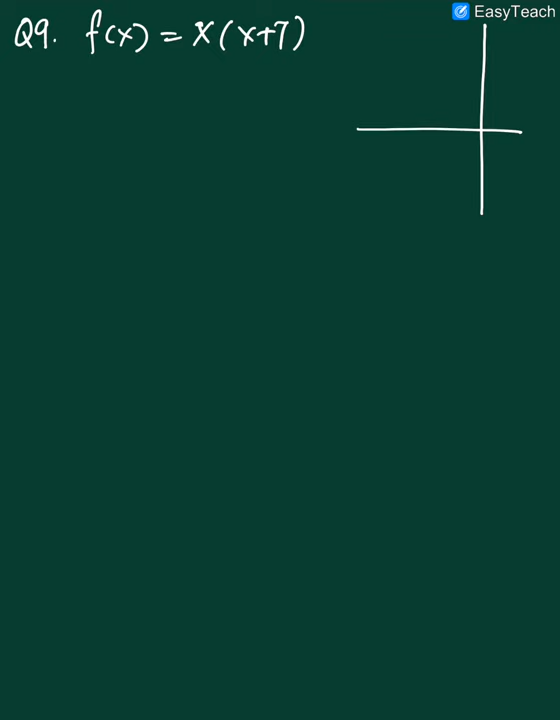 EasyTeach
Q9. f(x) = x(x+7)